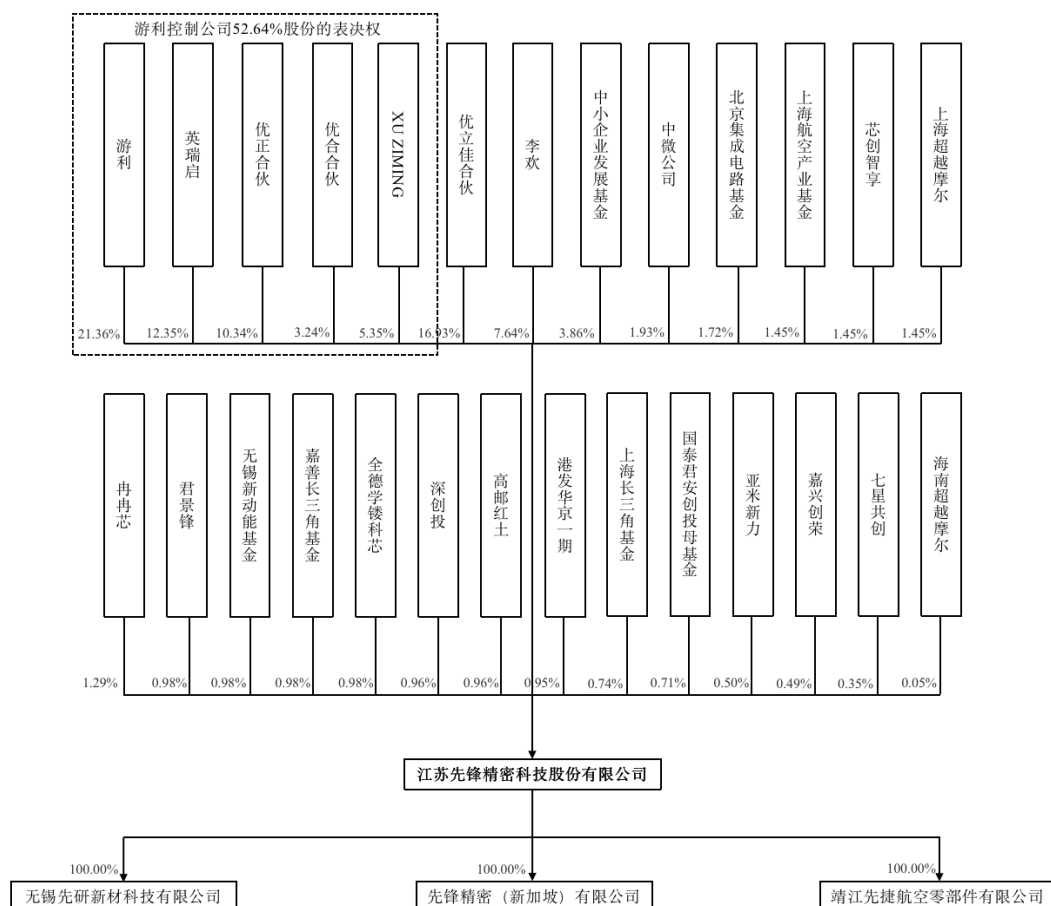 游利控制公司52.64%股份的表决权
游利
英瑞启
优正合伙
优合合伙
XU ZIMING
优立佳合伙
李欢
中小企业发展基金
中微公司
北京集成电路基金
上海航空产业基金
芯创智享
上海超越摩尔
21.36%
12.35%
10.34%
3.24%
5.35%
16.93%
7.64%
3.86%
1.93%
1.72%
1.45%
1.45%
1.45%
冉冉芯
君景锋
无锡新动能基金
嘉善长三角基金
全德学镂科芯
深创投
高邮红土
港发华京一期
上海长三角基金
国泰君安创投母基金
亚米新力
嘉兴创荣
七星共创
海南超越摩尔
1.29%
0.98%
0.98%
0.98%
0.98%
0.96%
0.96%
0.95%
0.74%
0.71%
0.50%
0.49%
0.35%
0.05%
江苏先锋精密科技股份有限公司
100.00%
100.00%
100.00%
无锡先研新材科技有限公司
先锋精密（新加坡）有限公司
靖江先捷航空零部件有限公司